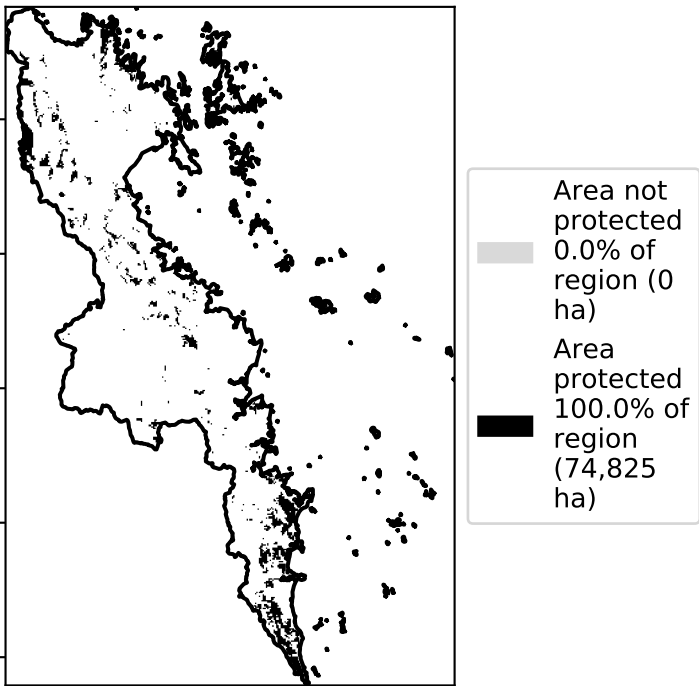 Area not
protected
0.0% of
region (0
ha)
Area
protected
100.0% of
region
(74,825
ha)